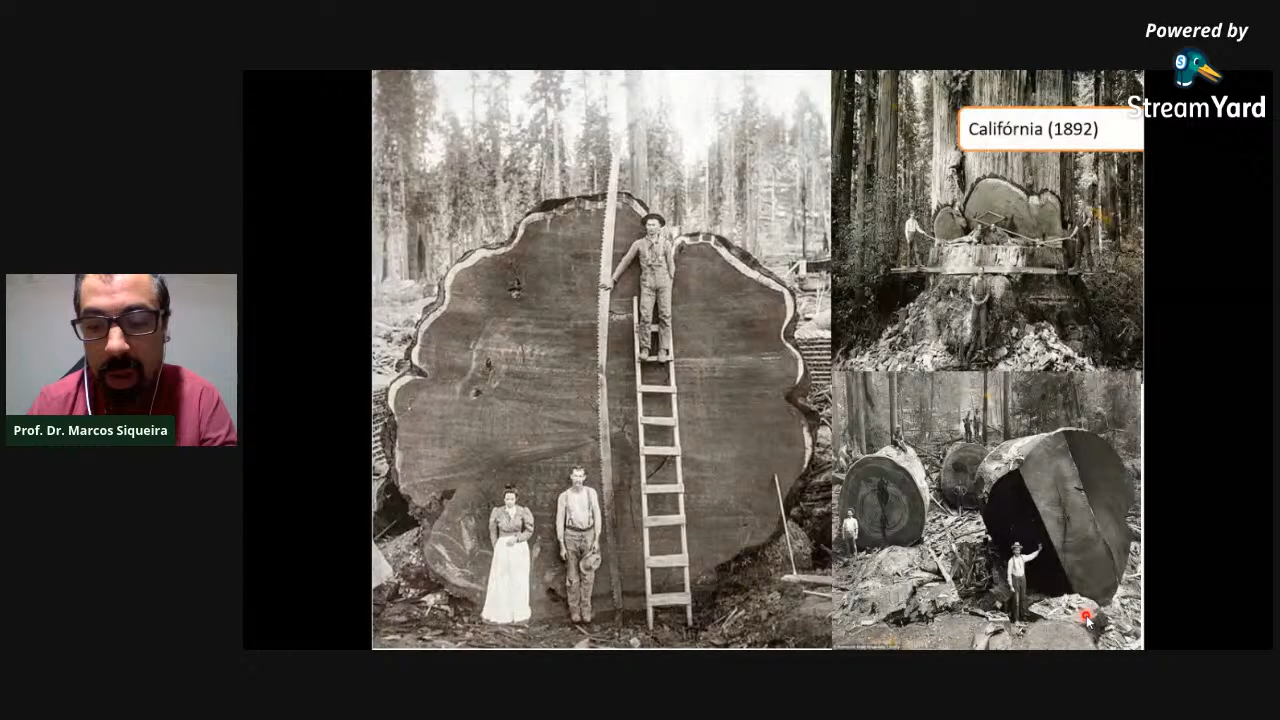 Powered by
StreamYard
Califórnia (1892)
Prof. Dr. Marcos Siqueira